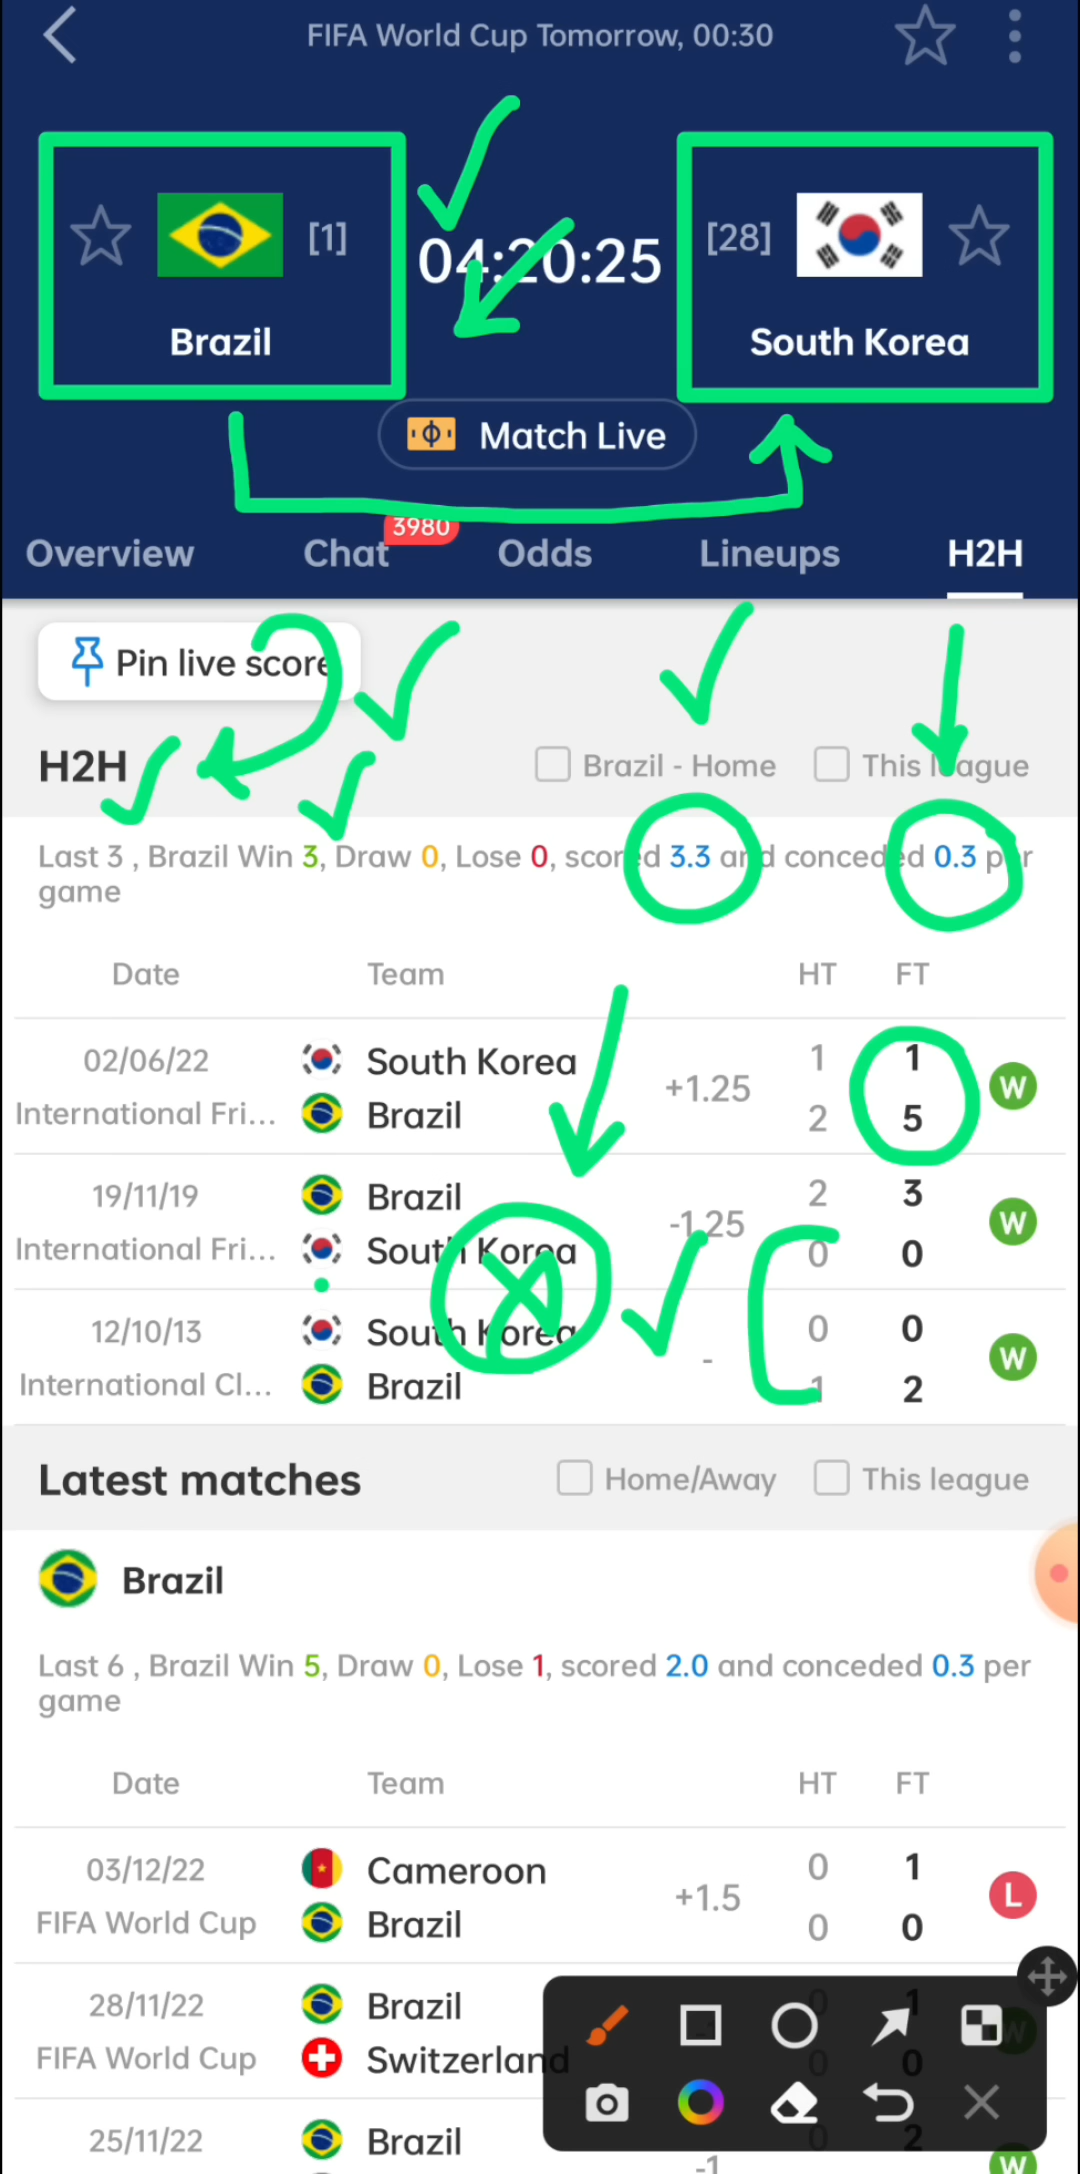 FIFA World Cup Tomorrow, 00:30
[1]
04:20:25
[28]
Brazil
South Korea
Match Live
3980
Overview Chat Odds Lineups H2H
Pin live score
H2H
Brazil - Home
This league
Last 3 , Brazil Win 3, Draw 0, Lose 0, scored 3.3 and conceded 0.3 per
game
Date Team HT FT
02/06/22 South Korea 1 1
+1.25 W
International Fri... Brazil 2 5
19/11/19 Brazil 2 3
-1.25 W
International Fri... South Korea 0 0
12/10/13 South Korea 0 0
- W
International Cl... Brazil 1 2
Latest matches
Home/Away
This league
Brazil
Last 6 , Brazil Win 5, Draw 0, Lose 1, scored 2.0 and conceded 0.3 per
game
Date Team HT FT
03/12/22 Cameroon 0 1
+1.5 L
FIFA World Cup Brazil 0 0
28/11/22 Brazil 0 1
W
FIFA World Cup Switzerland 0 0
25/11/22 Brazil 0 2
-1 W